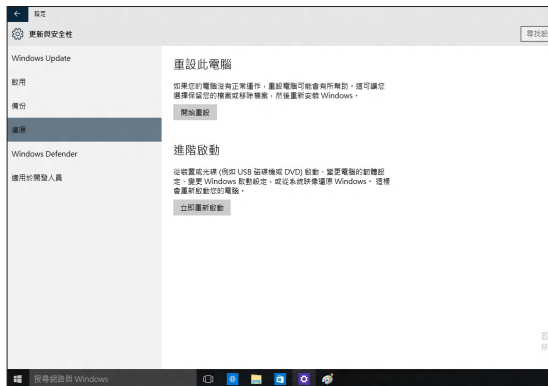 設定
更新與安全性
尋找設
Windows Update
啟用
備份
復原
Windows Defender
適用於開發人員
重設此電腦
如果您的電腦沒有正常運作，重設電腦可能會有所幫助。這可讓您
選擇保留您的檔案或移除檔案，然後重新安裝 Windows。
開始重設
進階啟動
從裝置或光碟 (例如 USB 磁碟機或 DVD) 啟動、變更電腦的韌體設
定、變更 Windows 啟動設定，或從系統映像還原 Windows。這樣
會重新啟動您的電腦。
立即重新啟動
搜尋網路與 Windows